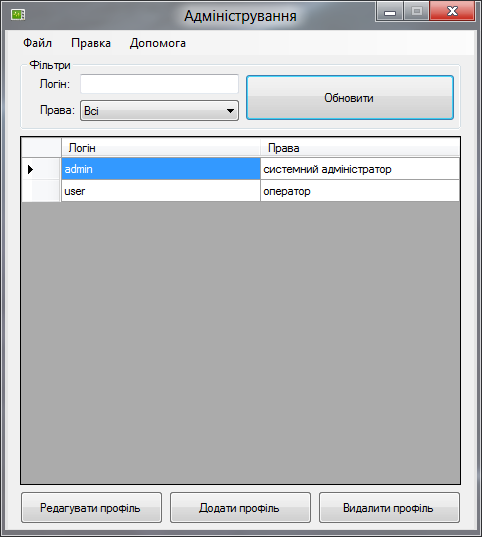 Адміністрування
Файл Правка Допомога
Фільтри
Логін:
Права: Всі
Обновити
Логін Права
admin системний адміністратор
user оператор
Редагувати профіль Додати профіль Видалити профіль